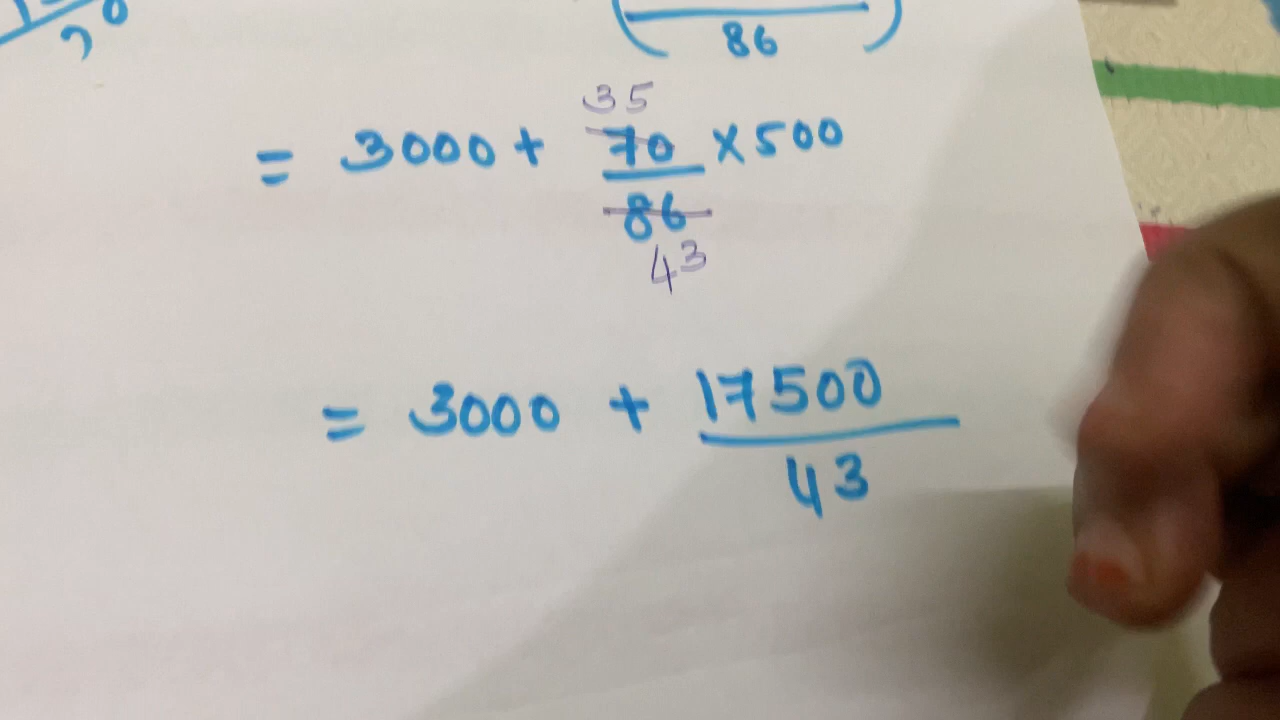 86
35
= 3000 + 70 × 500
86
43
= 3000 + 17500
43